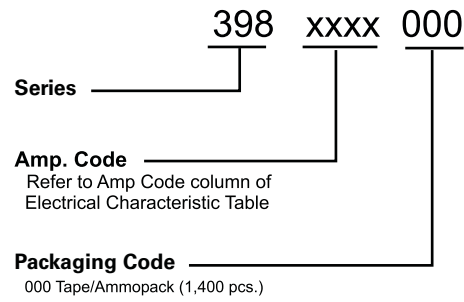 398 xxxx 000
Series
Amp. Code
Refer to Amp Code column of
Electrical Characteristic Table
Packaging Code
000 Tape/Ammopack (1,400 pcs.)